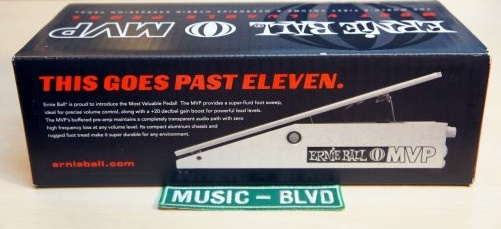 ERNIE BALL MVP
MOST VALUABLE PEDAL
THIS GOES PAST ELEVEN.
Ernie Ball® is proud to introduce the Most Valuable Pedal! The MVP provides a super-fluid foot sweep,
ideal for precise volume control, along with a +20 decibel gain boost for powerful lead levels.
The MVP's buffered pre-amp maintains a completely transparent audio path with zero
high frequency loss at any volume level. Its compact aluminum chassis and
rugged foot tread make it super durable for any environment.
ernieball.com
ERNIE BALL MVP
MUSIC - BLVD